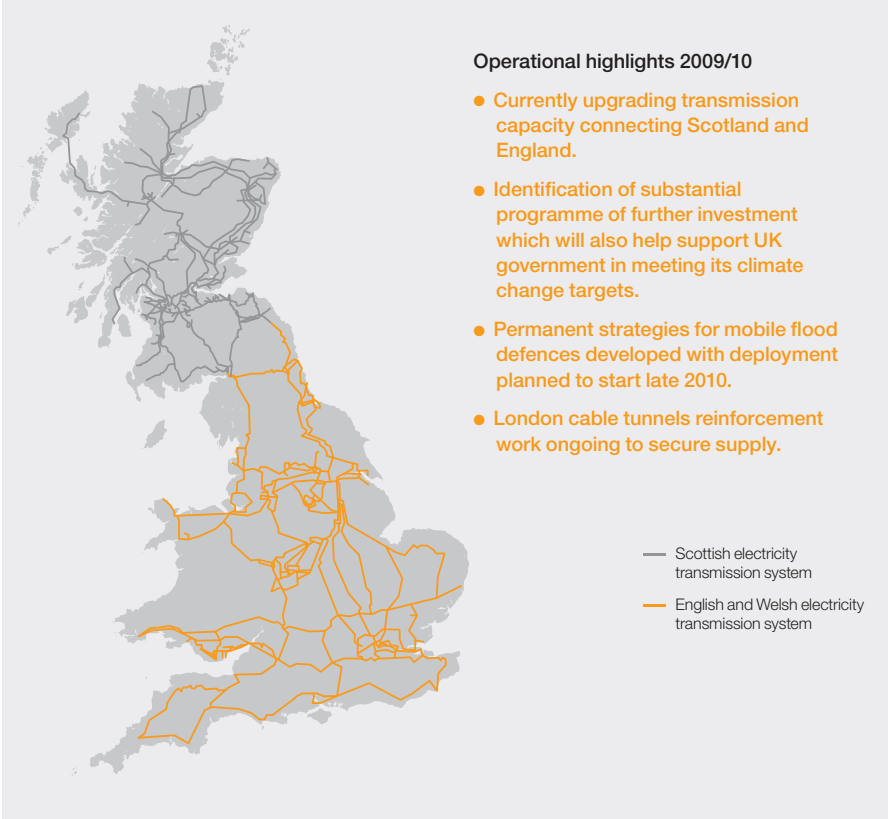 Operational highlights 2009/10
● Currently upgrading transmission
capacity connecting Scotland and
England.
● Identification of substantial
programme of further investment
which will also help support UK
government in meeting its climate
change targets.
● Permanent strategies for mobile flood
defences developed with deployment
planned to start late 2010.
● London cable tunnels reinforcement
work ongoing to secure supply.
Scottish electricity
transmission system
English and Welsh electricity
transmission system